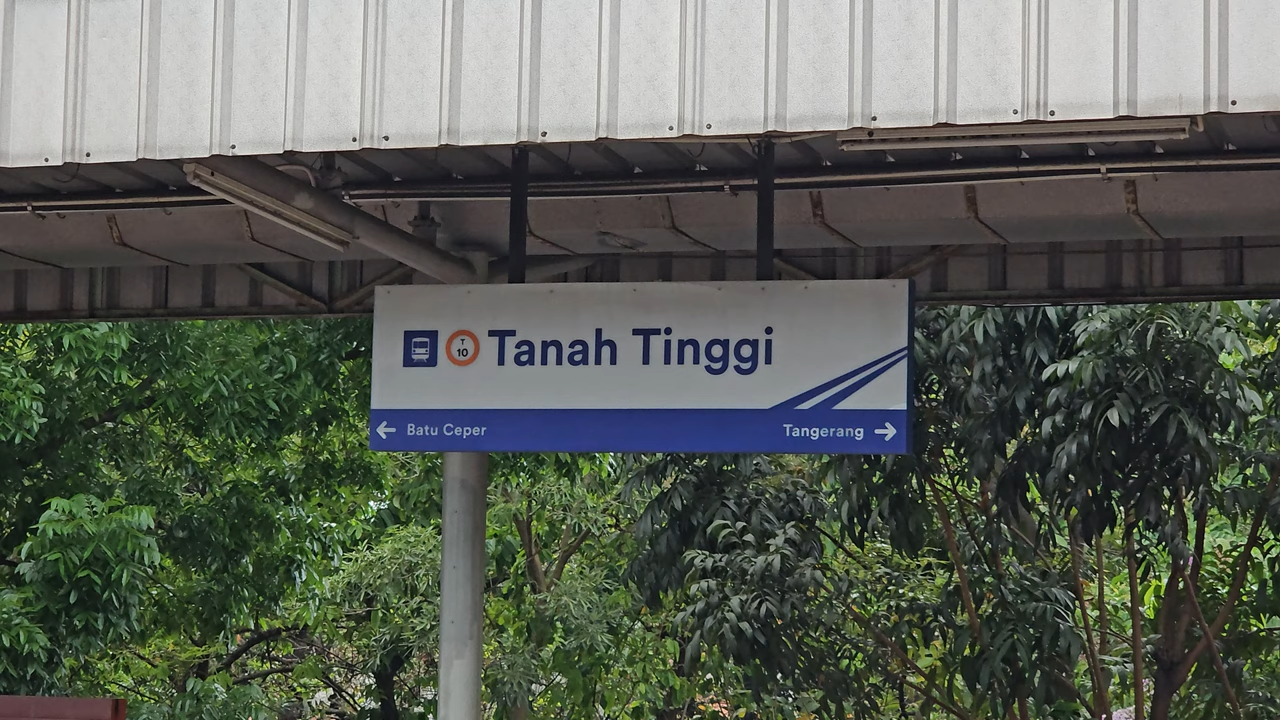 T
10
Tanah Tinggi
← Batu Ceper
Tangerang →